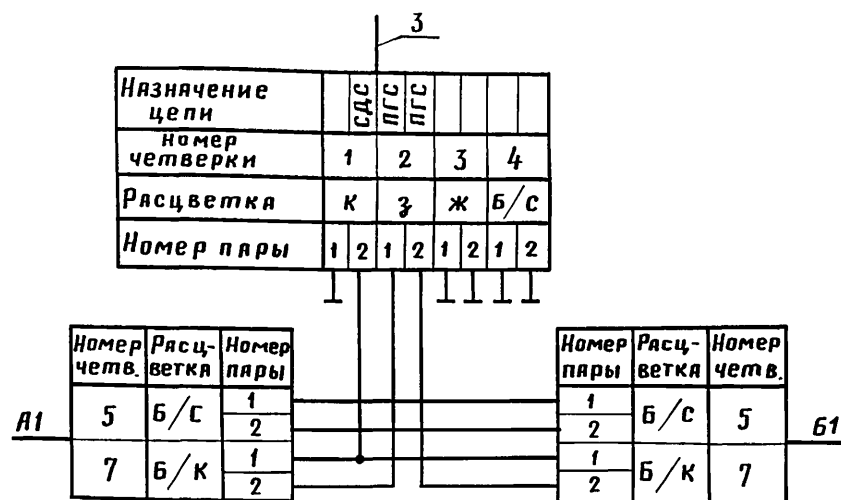 3
Назначение цепи СДС ПГС ПГС
Номер четверки 1 2 3 4
Расцветка К З Ж Б/С
Номер пары 1 2 1 2 1 2 1 2
Номер четв. Расц-ветка Номер пары
5 Б/С 1
2
7 Б/К 1
2
А1
Номер пары Расц-ветка Номер четв.
1 Б/С 5
2
1 Б/К 7
2
Б1